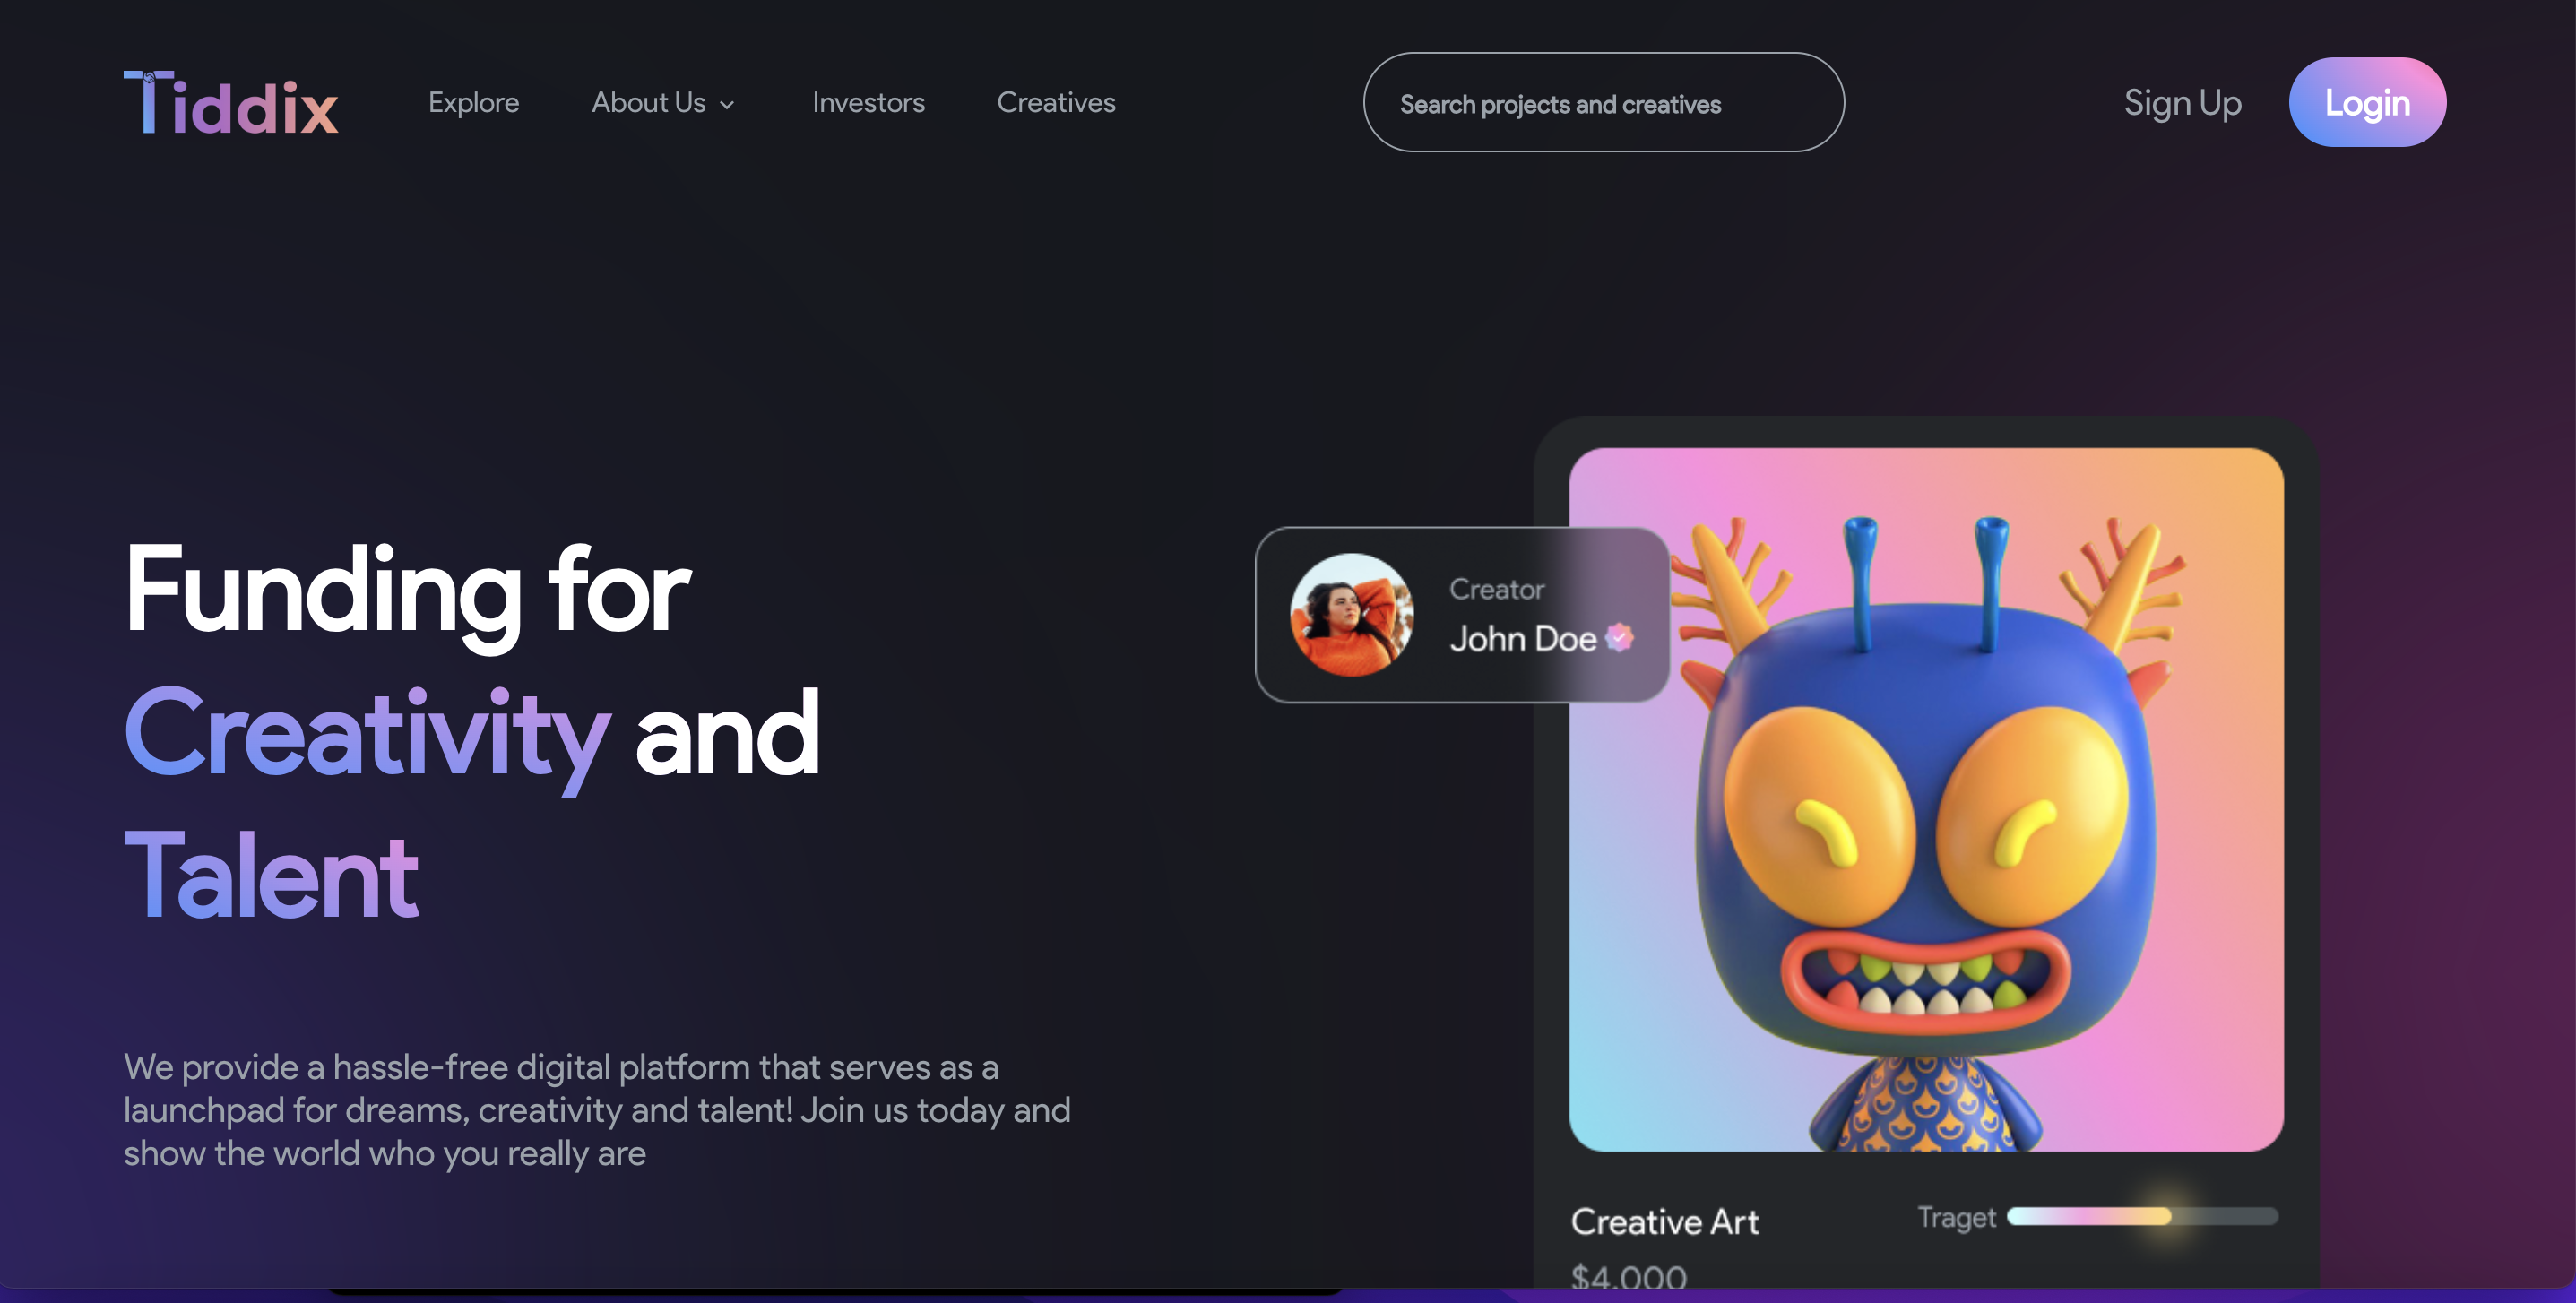 Tiddix
Explore
About Us
Investors
Creatives
Search projects and creatives
Sign Up
Login
Funding for
Creativity and
Talent
We provide a hassle-free digital platform that serves as a
launchpad for dreams, creativity and talent! Join us today and
show the world who you really are
Creator
John Doe
Creative Art
Traget
$4,000